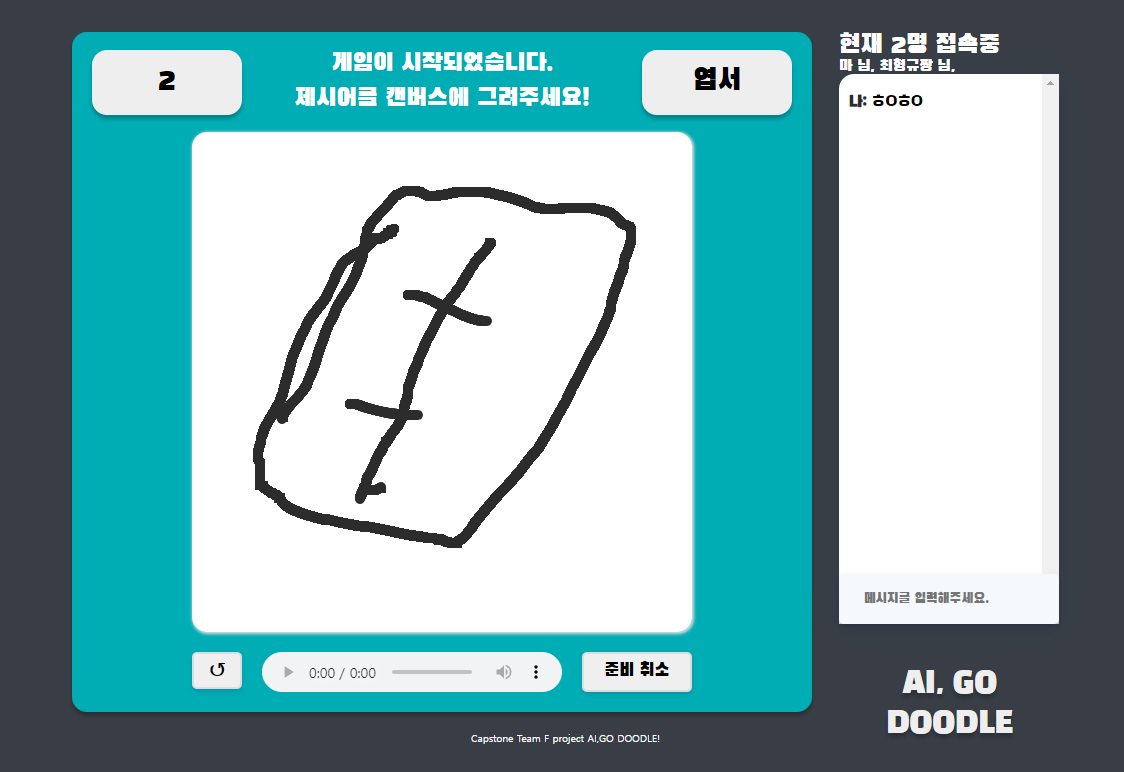 2
게임이 시작되었습니다.
제시어를 캔버스에 그려주세요!
엽서
0:00 / 0:00
준비 취소
현재 2명 접속중
마 님, 최형규짱 님,
나: ㅎㅇㅎㅇ
메시지를 입력해주세요.
AI, GO
DOODLE
Capstone Team F project AI,GO DOODLE!